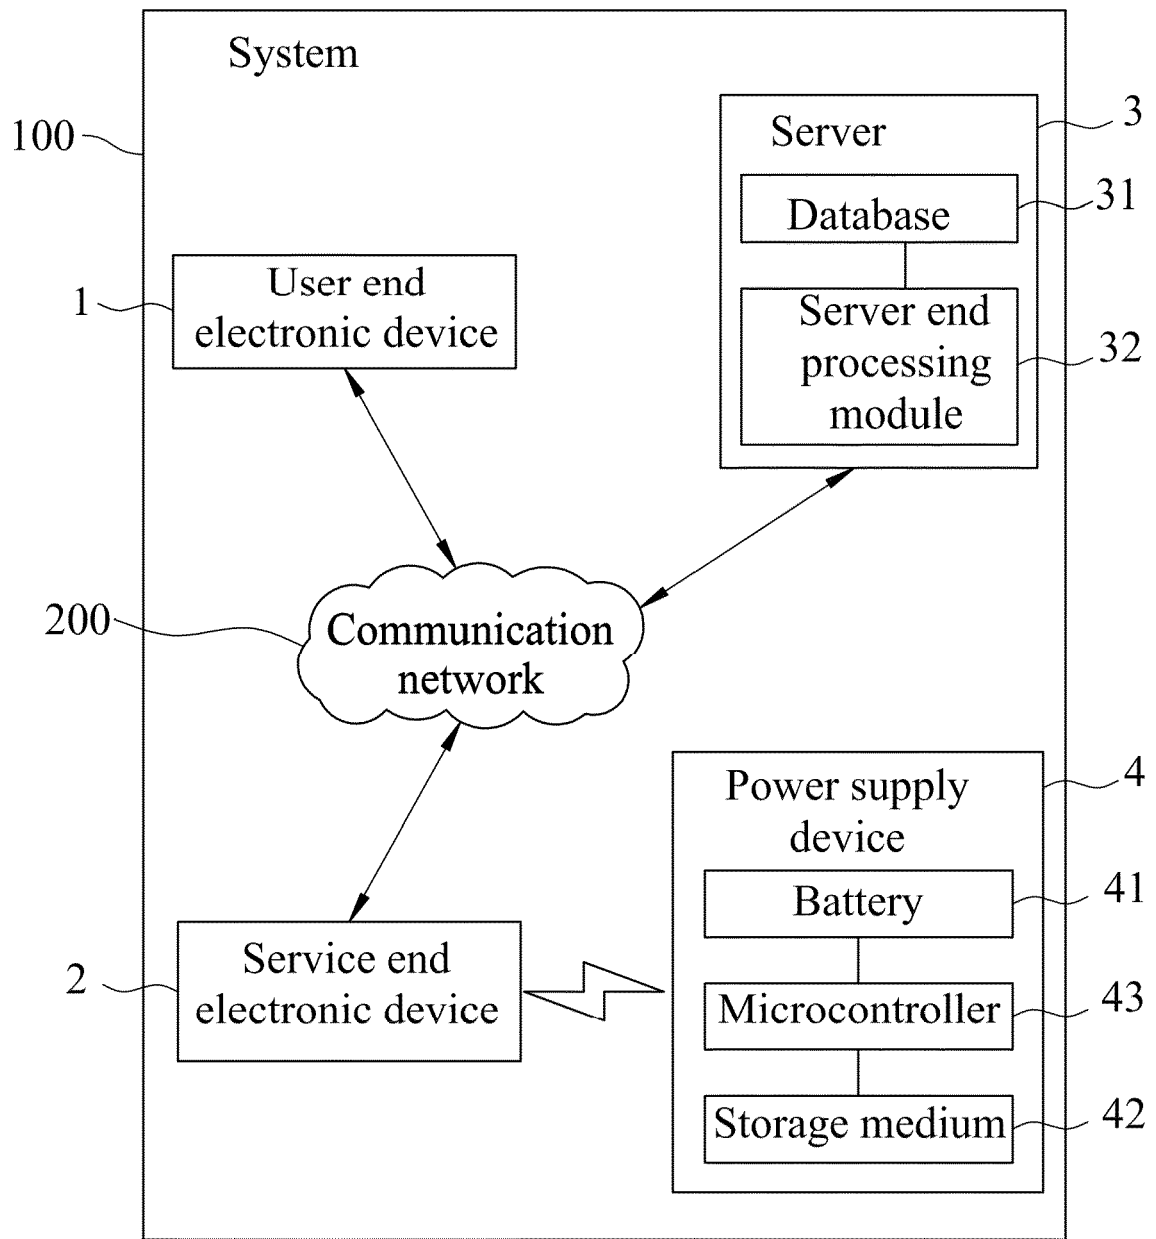 System
100
3
Server
31
Database
User end
electronic device
1
Server end
processing
module
32
200
Communication
network
4
Power supply
device
41
Battery
2
Service end
electronic device
Microcontroller
43
Storage medium
42